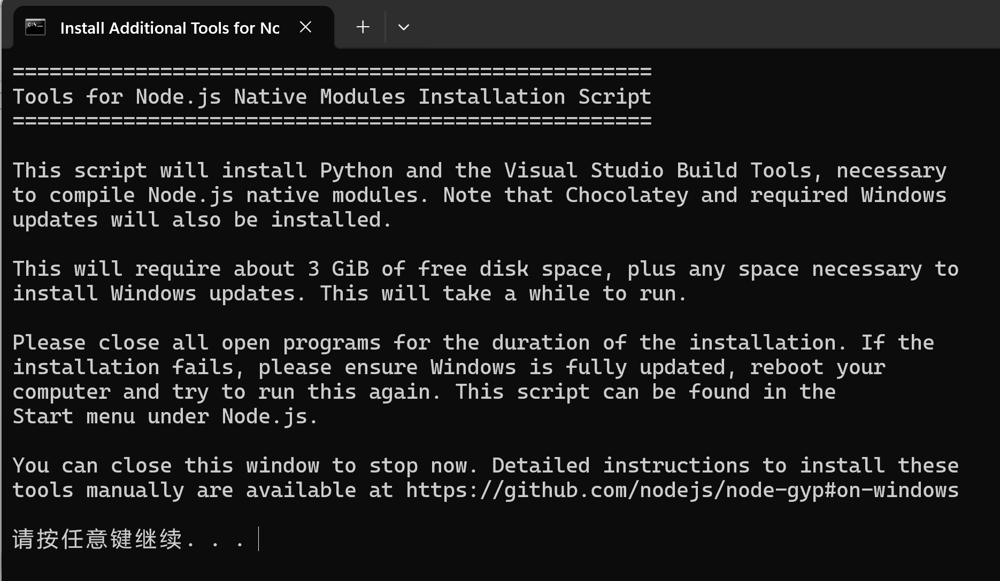 Install Additional Tools for Nc
====================================================
Tools for Node.js Native Modules Installation Script
====================================================
This script will install Python and the Visual Studio Build Tools, necessary
to compile Node.js native modules. Note that Chocolatey and required Windows
updates will also be installed.
This will require about 3 GiB of free disk space, plus any space necessary to
install Windows updates. This will take a while to run.
Please close all open programs for the duration of the installation. If the
installation fails, please ensure Windows is fully updated, reboot your
computer and try to run this again. This script can be found in the
Start menu under Node.js.
You can close this window to stop now. Detailed instructions to install these
tools manually are available at https://github.com/nodejs/node-gyp#on-windows
请按任意键继续. . .